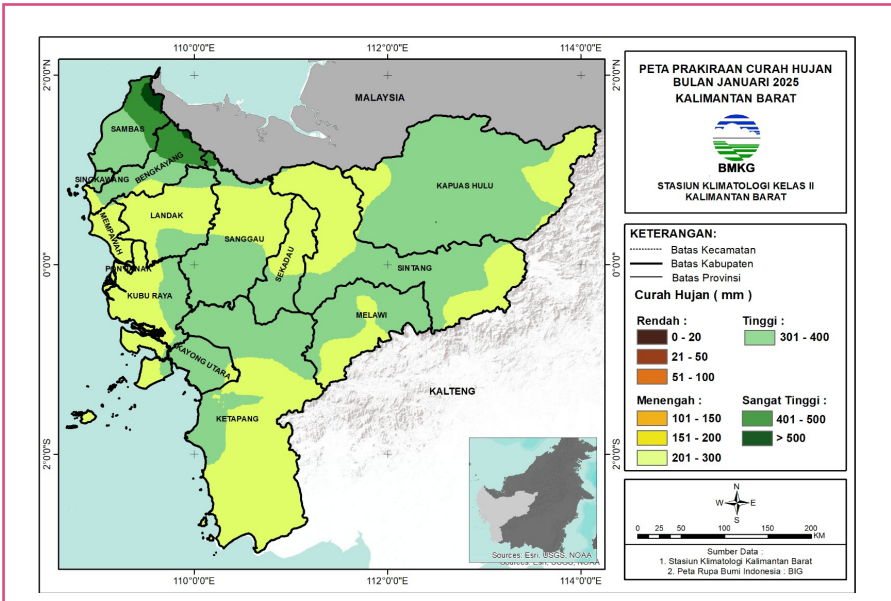 110°0'0"E 112°0'0"E 114°0'0"E
2°0'0"N
0°0'0"
2°0'0"S
MALAYSIA
SAMBAS
SINGKAWANG
BENGKAYANG
KAPUAS HULU
LANDAK
MEMPAWAH
SANGGAU
SEKADAU
SINTANG
PONTIANAK
KUBU RAYA
MELAWI
KAYONG UTARA
KALTENG
KETAPANG
Sources: Esri, USGS, NOAA
Sources: Esri, USGS, NOAA
2°0'0"N
0°0'0"
2°0'0"S
110°0'0"E 112°0'0"E 114°0'0"E
PETA PRAKIRAAN CURAH HUJAN
BULAN JANUARI 2025
KALIMANTAN BARAT
BMKG
STASIUN KLIMATOLOGI KELAS II
KALIMANTAN BARAT
KETERANGAN:
Batas Kecamatan
Batas Kabupaten
Batas Provinsi
Curah Hujan ( mm )
Rendah :
0 - 20
21 - 50
51 - 100
Tinggi :
301 - 400
Menengah :
101 - 150
151 - 200
201 - 300
Sangat Tinggi :
401 - 500
> 500
N
W E
S
0 25 50 100 150 200
KM
Sumber Data :
1. Stasiun Klimatologi Kalimantan Barat
2. Peta Rupa Bumi Indonesia : BIG